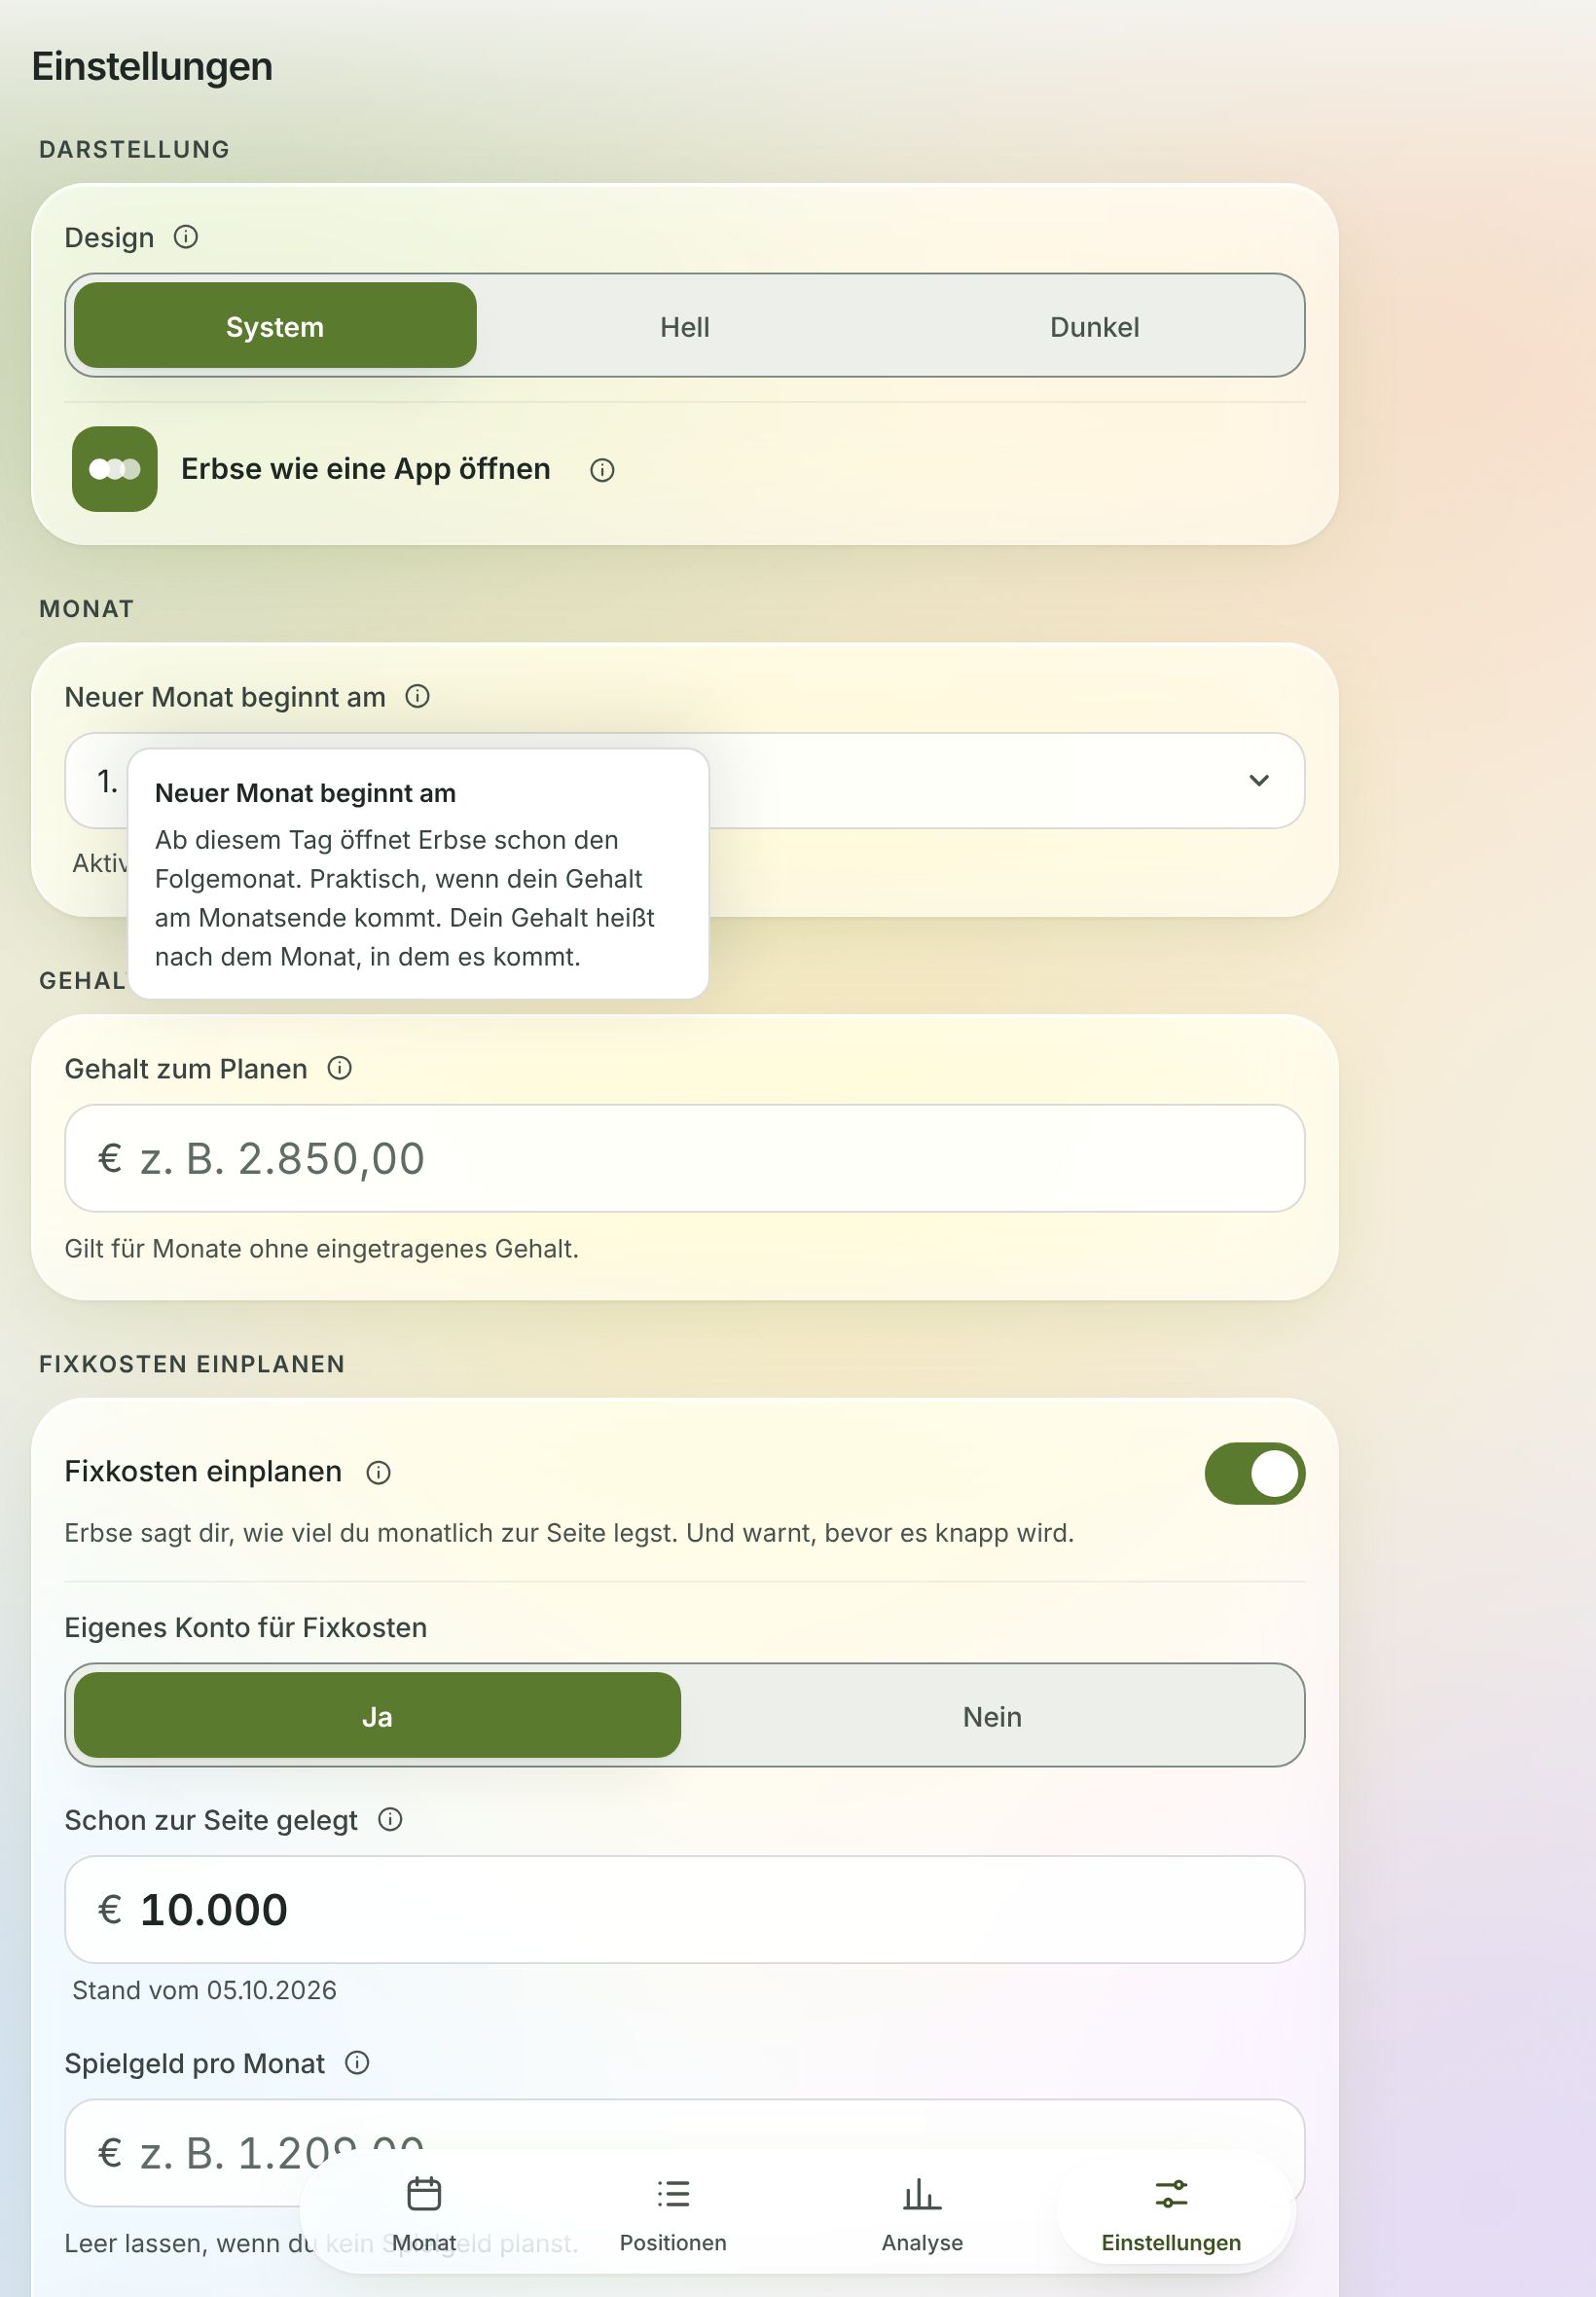 Einstellungen
DARSTELLUNG
Design
System Hell Dunkel
Erbse wie eine App öffnen
MONAT
Neuer Monat beginnt am
1.
Neuer Monat beginnt am
Ab diesem Tag öffnet Erbse schon den
Folgemonat. Praktisch, wenn dein Gehalt
am Monatsende kommt. Dein Gehalt heißt
nach dem Monat, in dem es kommt.
Gehalt zum Planen
€ z. B. 2.850,00
Gilt für Monate ohne eingetragenes Gehalt.
FIXKOSTEN EINPLANEN
Fixkosten einplanen
Erbse sagt dir, wie viel du monatlich zur Seite legst. Und warnt, bevor es knapp wird.
Eigenes Konto für Fixkosten
Ja Nein
Schon zur Seite gelegt
€ 10.000
Stand vom 05.10.2026
Spielgeld pro Monat
€ z. B. 1.209,00
Leer lassen, wenn du kein Spielgeld planst.
Monat Positionen Analyse Einstellungen